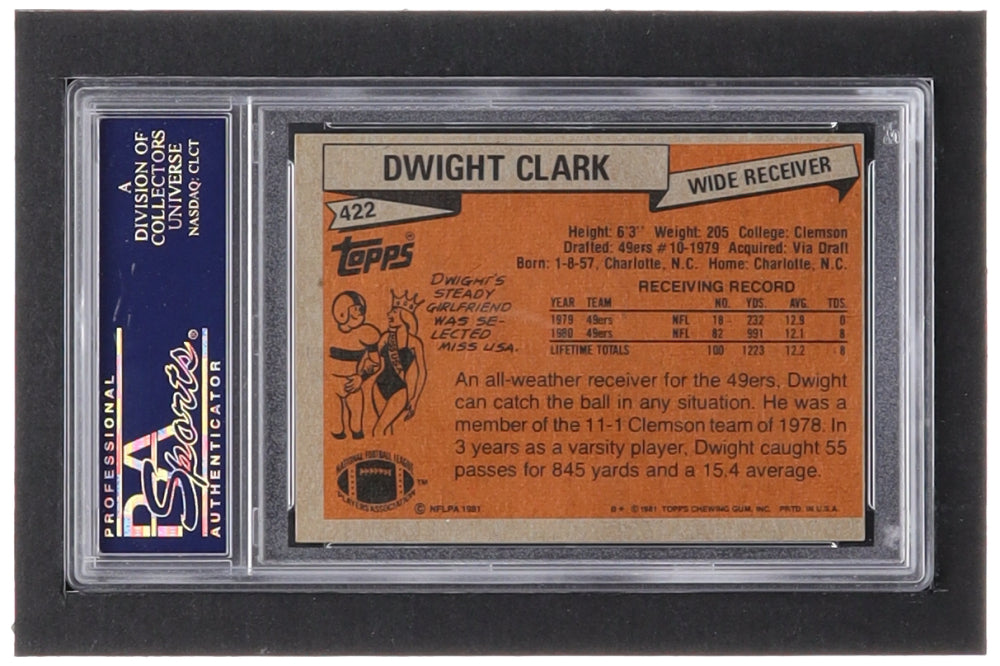 A
DIVISION OF
COLLECTORS
UNIVERSE
NASDAQ: CLCT
PROFESSIONAL
PSA
Sports®
AUTHENTICATOR
DWIGHT CLARK
WIDE RECEIVER
422
topps®
Height: 6'3" Weight: 205 College: Clemson
Drafted: 49ers #10-1979 Acquired: Via Draft
Born: 1-8-57, Charlotte, N.C. Home: Charlotte, N.C.
DWIGHT'S
STEADY
GIRLFRIEND
WAS SE-
LECTED
MISS USA.
RECEIVING RECORD
YEAR TEAM NO. YDS. AVG. TDS.
1979 49ers NFL 18 232 12.9 0
1980 49ers NFL 82 991 12.1 8
LIFETIME TOTALS 100 1223 12.2 8
An all-weather receiver for the 49ers, Dwight
can catch the ball in any situation. He was a
member of the 11-1 Clemson team of 1978. In
3 years as a varsity player, Dwight caught 55
passes for 845 yards and a 15.4 average.
NATIONAL FOOTBALL LEAGUE
PLAYERS ASSOCIATION
TM
© NFLPA 1981
B* © 1981 TOPPS CHEWING GUM, INC. PRTD. IN U.S.A.